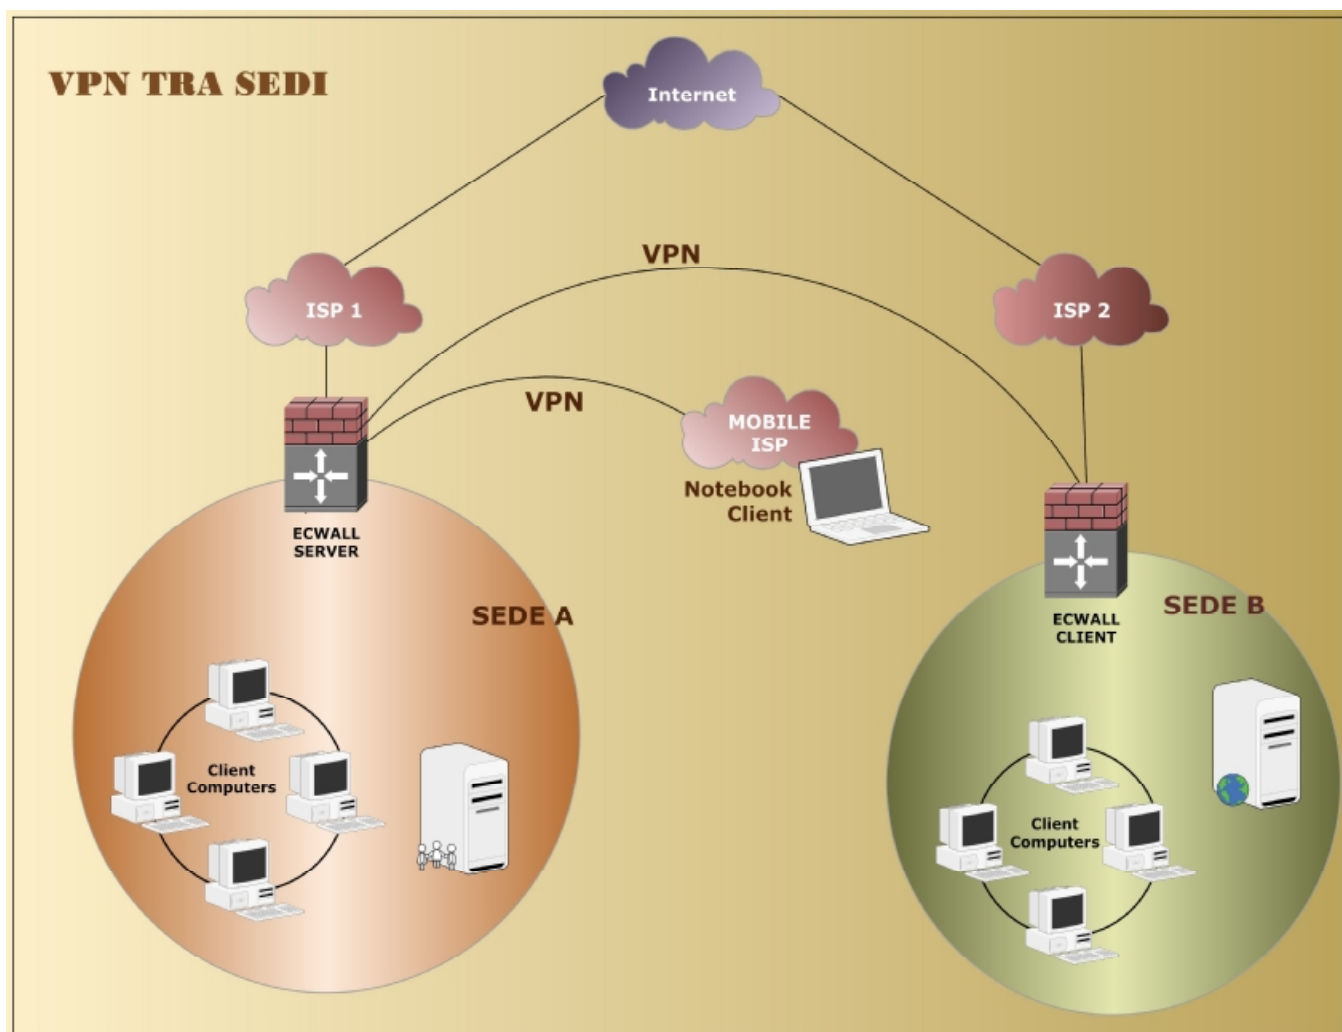 VPN TRA SEDI
Internet
VPN
ISP 1
ISP 2
VPN
MOBILE
ISP
Notebook
Client
ECWALL
SERVER
SEDE A
SEDE B
ECWALL
CLIENT
Client
Computers
Client
Computers